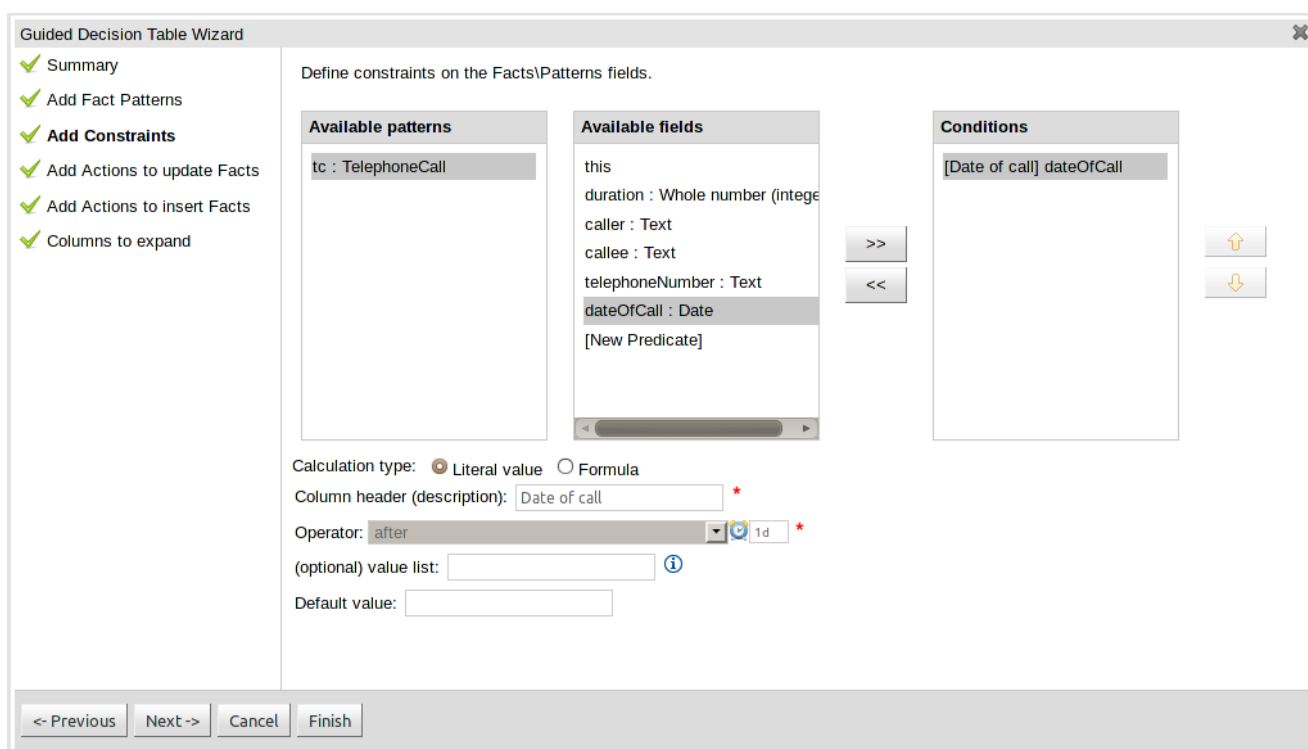 Guided Decision Table Wizard
Summary
Add Fact Patterns
Add Constraints
Add Actions to update Facts
Add Actions to insert Facts
Columns to expand
Define constraints on the Facts\Patterns fields.
Available patterns
tc : TelephoneCall
Available fields
this
duration : Whole number (intege
caller : Text
callee : Text
telephoneNumber : Text
dateOfCall : Date
[New Predicate]
>>
<<
Conditions
[Date of call] dateOfCall
Calculation type: Literal value Formula
Column header (description): Date of call *
Operator: after 1d *
(optional) value list:
Default value:
<- Previous Next -> Cancel Finish